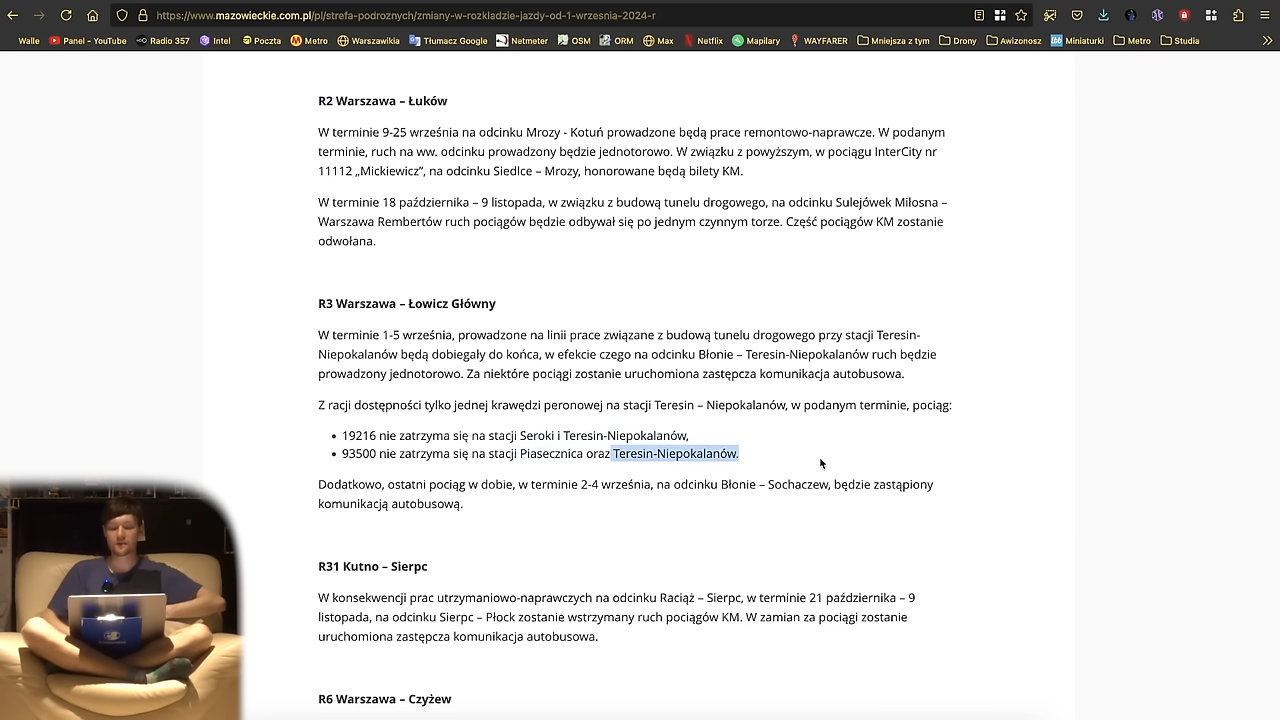 https://www.mazowieckie.com.pl/pl/strefa-podroznych/zmiany-w-rozkladzie-jazdy-od-1-wrzesnia-2024-r
Walle Panel - YouTube Radio 357 Intel Poczta Metro Warszawikia Tłumacz Google Netmeter OSM ORM Max Netflix Mapilary WAYFARER Mniejsza z tym Drony Awizonosz Miniaturki Metro Studia
R2 Warszawa – Łuków
W terminie 9-25 września na odcinku Mrozy - Kotuń prowadzone będą prace remontowo-naprawcze. W podanym
terminie, ruch na ww. odcinku prowadzony będzie jednotorowo. W związku z powyższym, w pociągu InterCity nr
11112 „Mickiewicz”, na odcinku Siedlce – Mrozy, honorowane będą bilety KM.
W terminie 18 października – 9 listopada, w związku z budową tunelu drogowego, na odcinku Sulejówek Miłosna –
Warszawa Rembertów ruch pociągów będzie odbywał się po jednym czynnym torze. Część pociągów KM zostanie
odwołana.
R3 Warszawa – Łowicz Główny
W terminie 1-5 września, prowadzone na linii prace związane z budową tunelu drogowego przy stacji Teresin-
Niepokalanów będą dobiegały do końca, w efekcie czego na odcinku Błonie – Teresin-Niepokalanów ruch będzie
prowadzony jednotorowo. Za niektóre pociągi zostanie uruchomiona zastępcza komunikacja autobusowa.
Z racji dostępności tylko jednej krawędzi peronowej na stacji Teresin – Niepokalanów, w podanym terminie, pociąg:
• 19216 nie zatrzyma się na stacji Seroki i Teresin-Niepokalanów,
• 93500 nie zatrzyma się na stacji Piasecznica oraz Teresin-Niepokalanów.
Dodatkowo, ostatni pociąg w dobie, w terminie 2-4 września, na odcinku Błonie – Sochaczew, będzie zastąpiony
komunikacją autobusową.
R31 Kutno – Sierpc
W konsekwencji prac utrzymaniowo-naprawczych na odcinku Raciąż – Sierpc, w terminie 21 października – 9
listopada, na odcinku Sierpc – Płock zostanie wstrzymany ruch pociągów KM. W zamian za pociągi zostanie
uruchomiona zastępcza komunikacja autobusowa.
R6 Warszawa – Czyżew